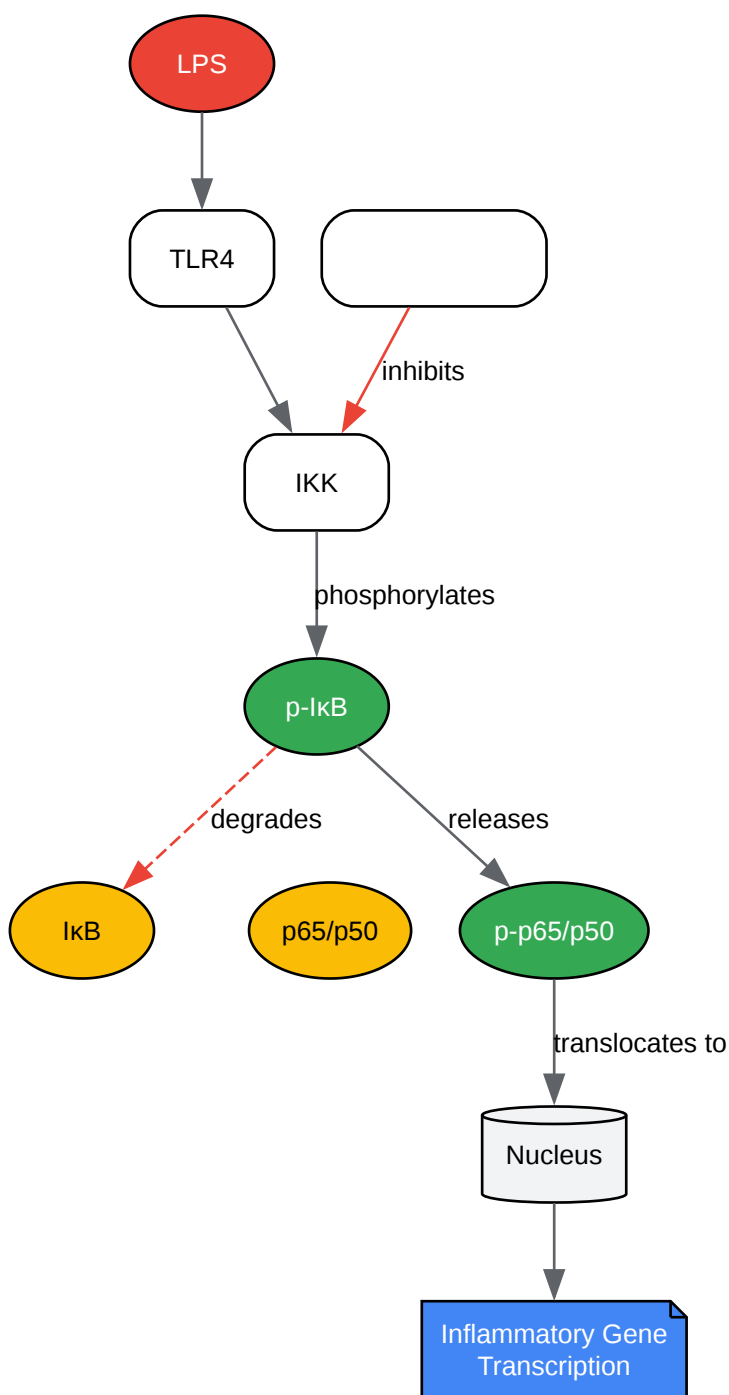 LPS
TLR4
inhibits
IKK
phosphorylates
p-IκB
degrades
releases
IκB
p65/p50
p-p65/p50
translocates to
Nucleus
Inflammatory Gene
Transcription